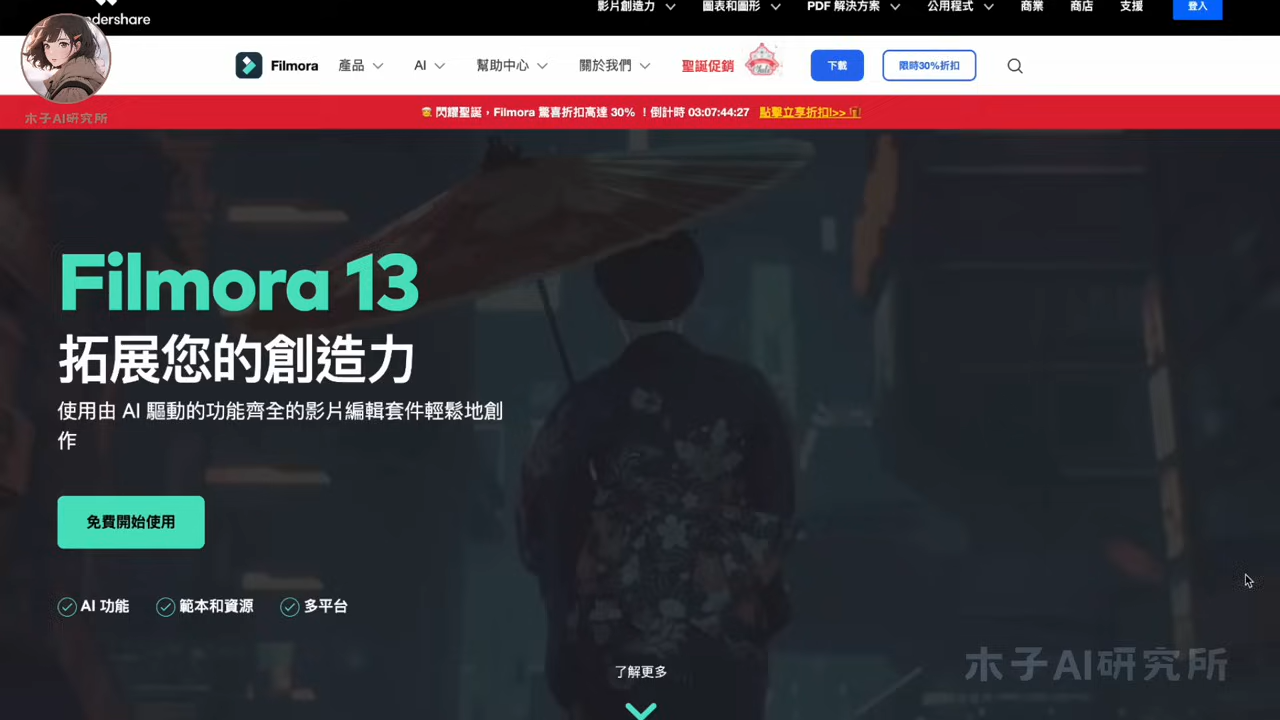 影片創造力 圖表和圖形 PDF 解決方案 公用程式 商業 商店 支援 登入
dershare
Filmora 產品 AI 幫助中心 關於我們 聖誕促銷 下載 限時30%折扣
木子AI研究所
閃耀聖誕，Filmora 驚喜折扣高達 30% ！倒計時 03:07:44:27 點擊立享折扣!>>
Filmora 13
拓展您的創造力
使用由 AI 驅動的功能齊全的影片編輯套件輕鬆地創
作
免費開始使用
AI 功能 範本和資源 多平台
木子AI研究所
了解更多